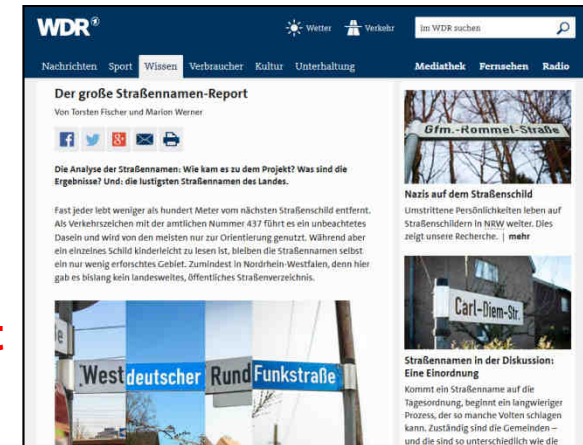 WDR®
Wetter Verkehr Im WDR suchen
Nachrichten Sport Wissen Verbraucher Kultur Unterhaltung Mediathek Fernsehen Radio
Der große Straßennamen-Report
Von Torsten Fischer und Marion Werner
Die Analyse der Straßennamen: Wie kam es zu dem Projekt? Was sind die
Ergebnisse? Und: die lustigsten Straßennamen des Landes.
Fast jeder lebt weniger als hundert Meter vom nächsten Straßenschild entfernt.
Als Verkehrszeichen mit der amtlichen Nummer 437 führt es ein unbeachtetes
Dasein und wird von den meisten nur zur Orientierung genutzt. Während aber
ein einzelnes Schild kinderleicht zu lesen ist, bleiben die Straßennamen selbst
ein nur wenig erforschtes Gebiet. Zumindest in Nordrhein-Westfalen, denn hier
gab es bislang kein landesweites, öffentliches Straßenverzeichnis.
West deutscher Rund Funkstraße
Gfm.-Rommel-Straße
Nazis auf dem Straßenschild
Umstrittene Persönlichkeiten leben auf
Straßenschildern in NRW weiter. Dies
zeigt unsere Recherche. | mehr
Carl-Diem-Str.
Straßennamen in der Diskussion:
Eine Einordnung
Kommt ein Straßenname auf die
Tagesordnung, beginnt ein langwieriger
Prozess, der so manche Volten schlagen
kann. Zuständig sind die Gemeinden –
und die sind so unterschiedlich wie die